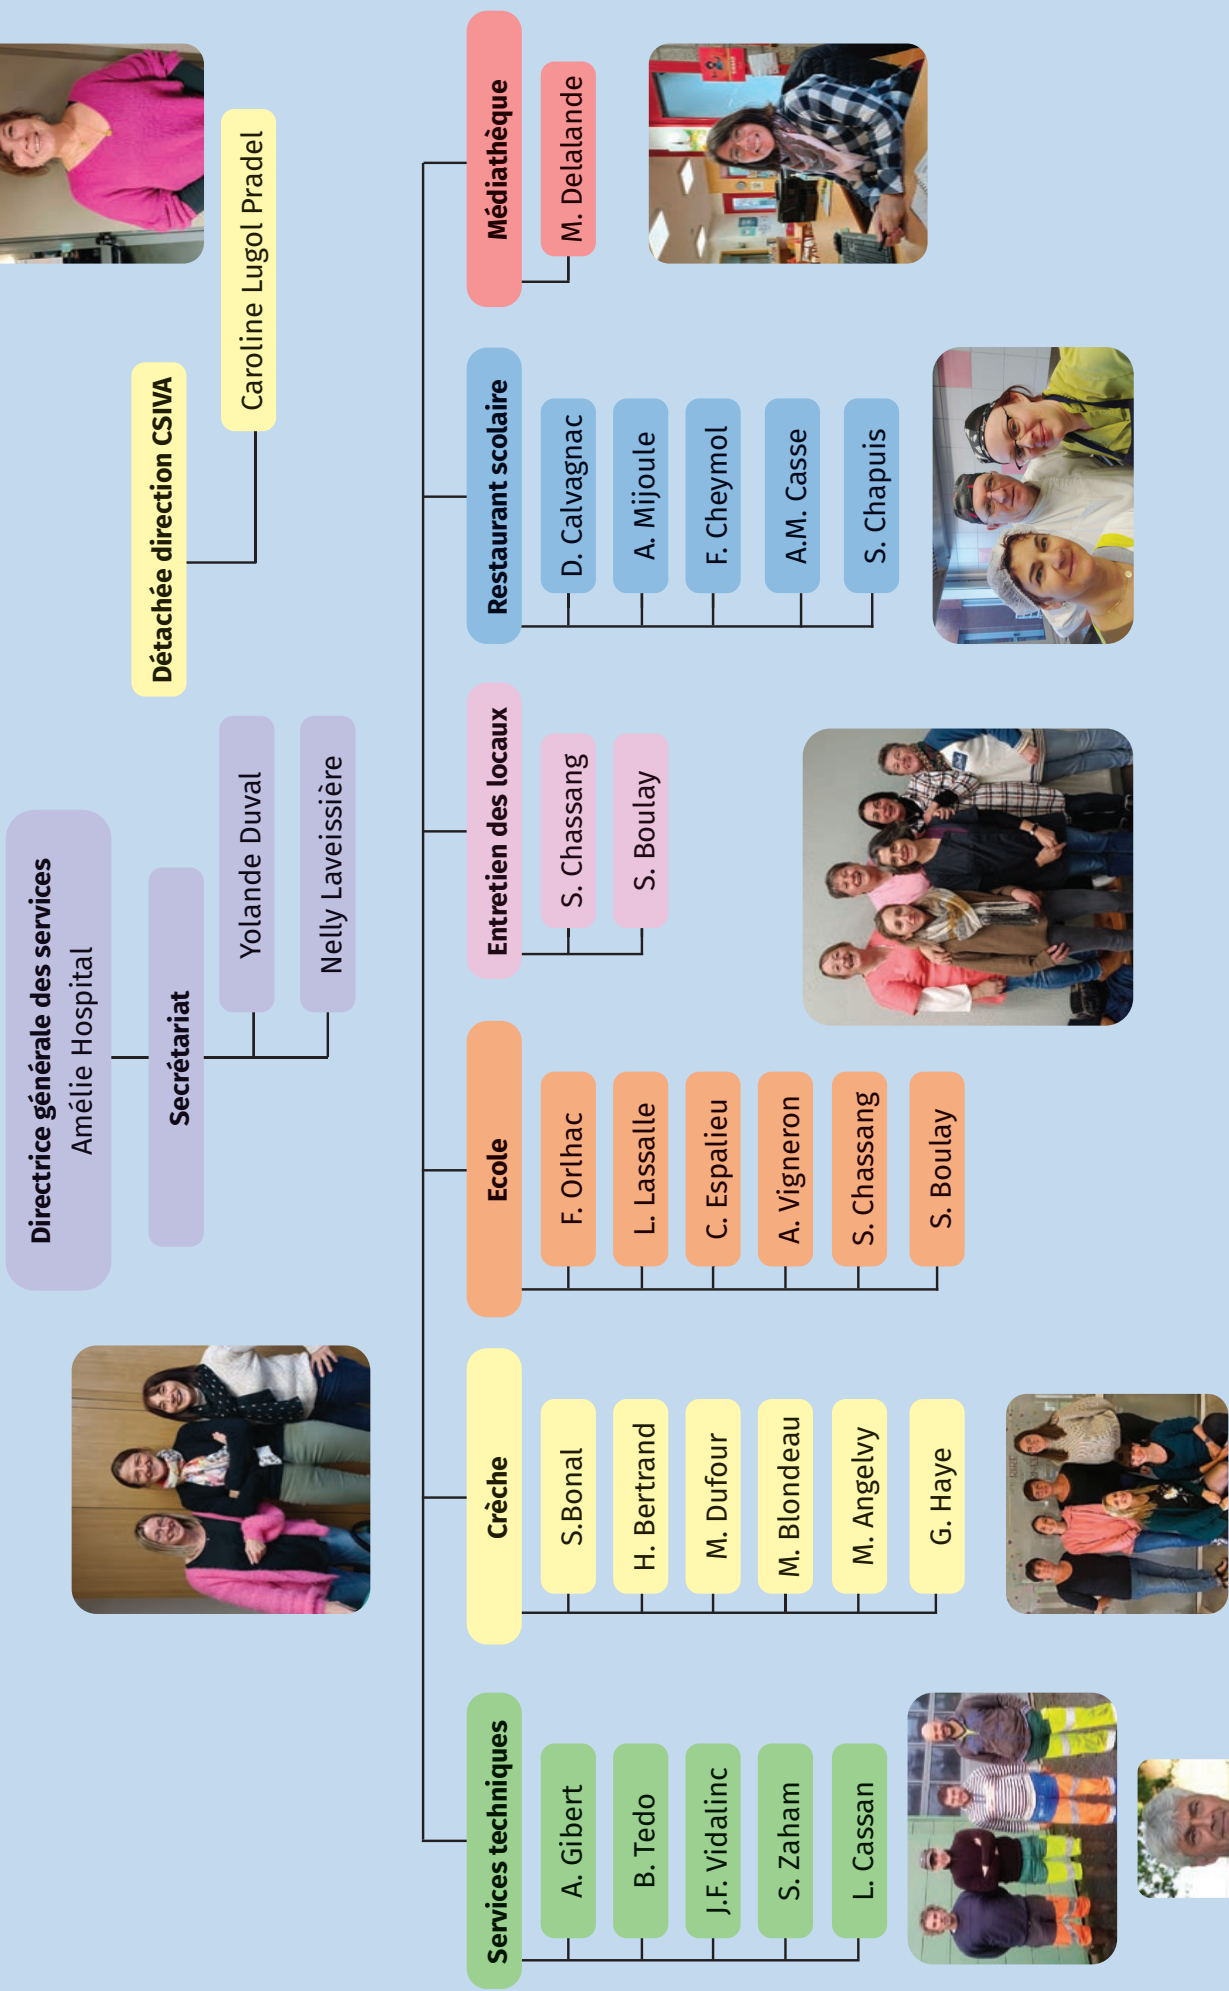 Directrice générale des services
Amélie Hospital
Secrétariat
Yolande Duval
Nelly Laveissière
Détachée direction CSIVA
Caroline Lugol Pradel
Services techniques
A. Gibert
B. Tedo
J.F. Vidalinc
S. Zaham
L. Cassan
Crèche
S.Bonal
H. Bertrand
M. Dufour
M. Blondeau
M. Angelvy
G. Haye
Ecole
F. Orlhac
L. Lassalle
C. Espalieu
A. Vigneron
S. Chassang
S. Boulay
Entretien des locaux
S. Chassang
S. Boulay
Restaurant scolaire
D. Calvagnac
A. Mijoule
F. Cheymol
A.M. Casse
S. Chapuis
Médiathèque
M. Delalande